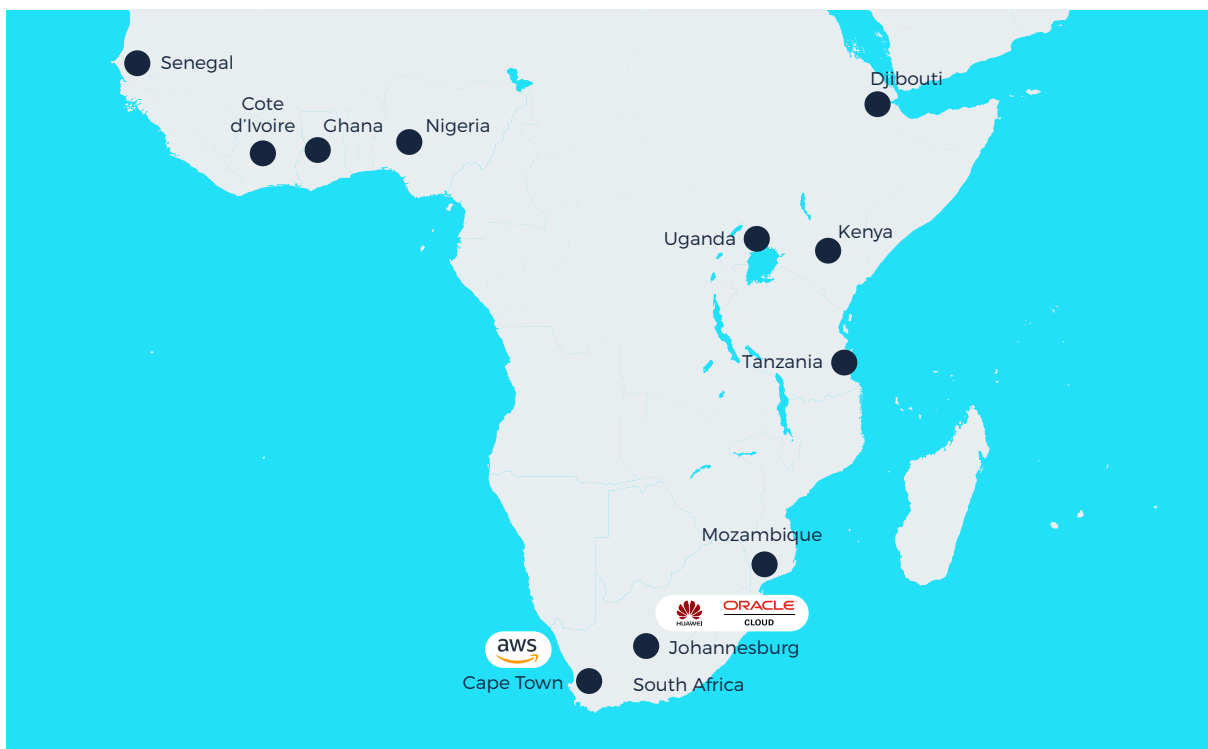 Senegal
Cote
d'Ivoire
Ghana
Nigeria
Djibouti
Uganda
Kenya
Tanzania
Mozambique
HUAWEI
ORACLE
CLOUD
aws
Johannesburg
Cape Town
South Africa